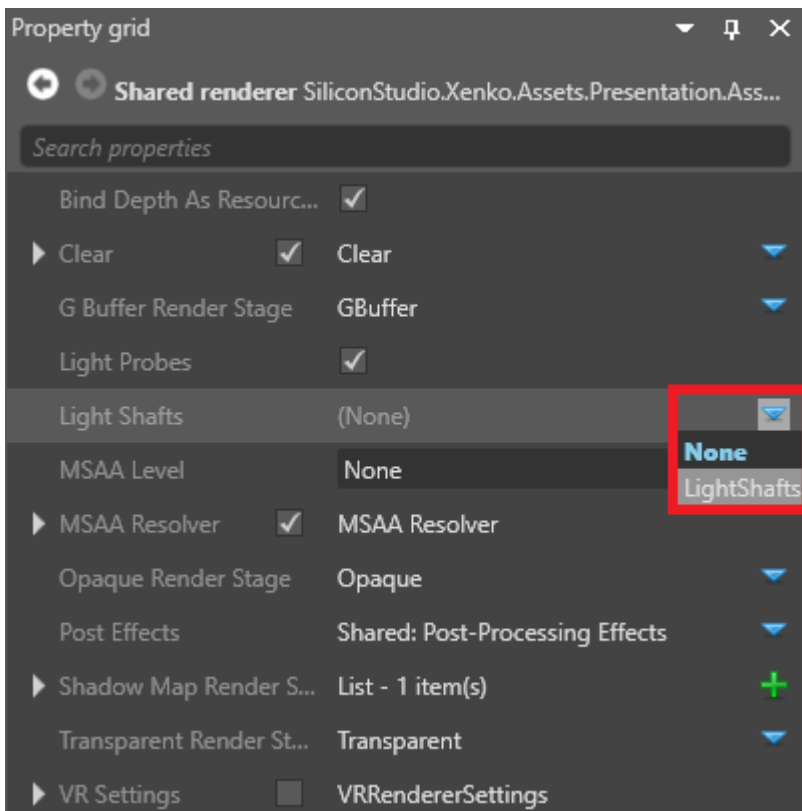 Property grid
Shared renderer SiliconStudio.Xenko.Assets.Presentation.Ass...
Search properties
Bind Depth As Resourc...
Clear Clear
G Buffer Render Stage GBuffer
Light Probes
Light Shafts (None)
None
MSAA Level None
LightShafts
MSAA Resolver MSAA Resolver
Opaque Render Stage Opaque
Post Effects Shared: Post-Processing Effects
Shadow Map Render S... List - 1 item(s)
Transparent Render St... Transparent
VR Settings VRRendererSettings